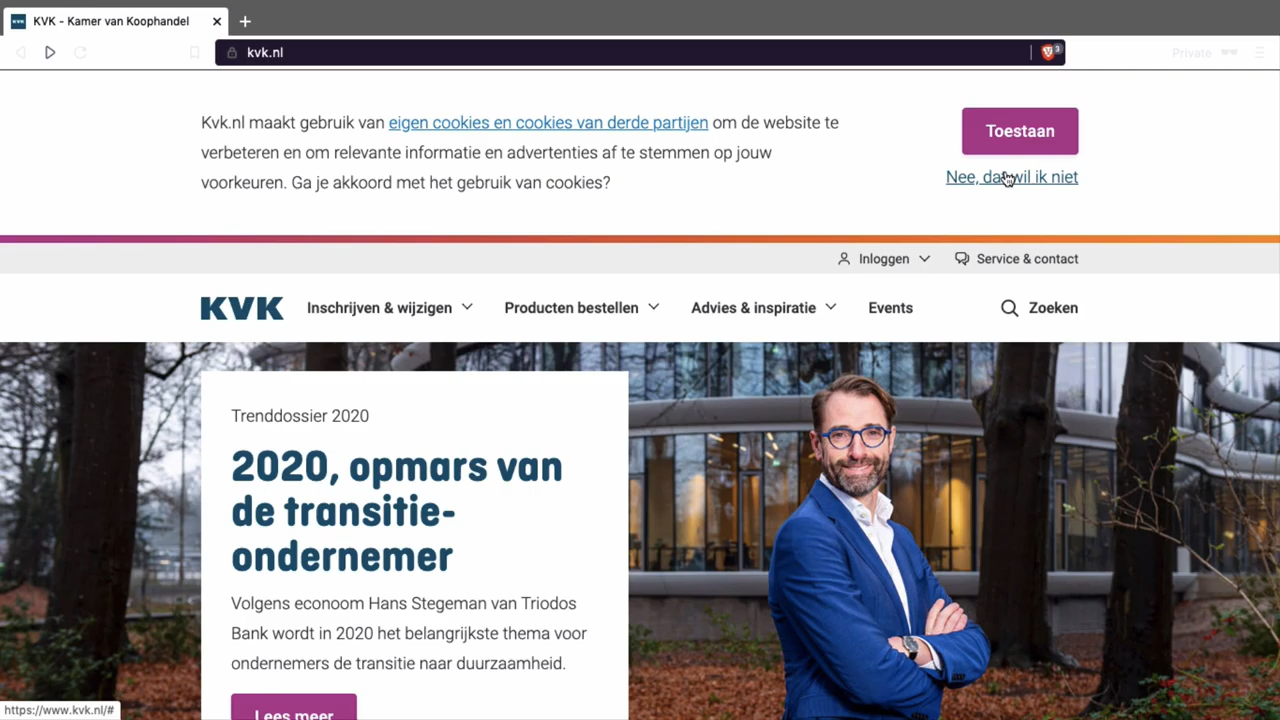 KVK - Kamer van Koophandel
kvk.nl
3
Private
Kvk.nl maakt gebruik van eigen cookies en cookies van derde partijen om de website te
verbeteren en om relevante informatie en advertenties af te stemmen op jouw
voorkeuren. Ga je akkoord met het gebruik van cookies?
Toestaan
Nee, dat wil ik niet
Inloggen
Service & contact
KVK
Inschrijven & wijzigen
Producten bestellen
Advies & inspiratie
Events
Zoeken
Trenddossier 2020
2020, opmars van
de transitie-
ondernemer
Volgens econoom Hans Stegeman van Triodos
Bank wordt in 2020 het belangrijkste thema voor
ondernemers de transitie naar duurzaamheid.
Lees meer
https://www.kvk.nl/#